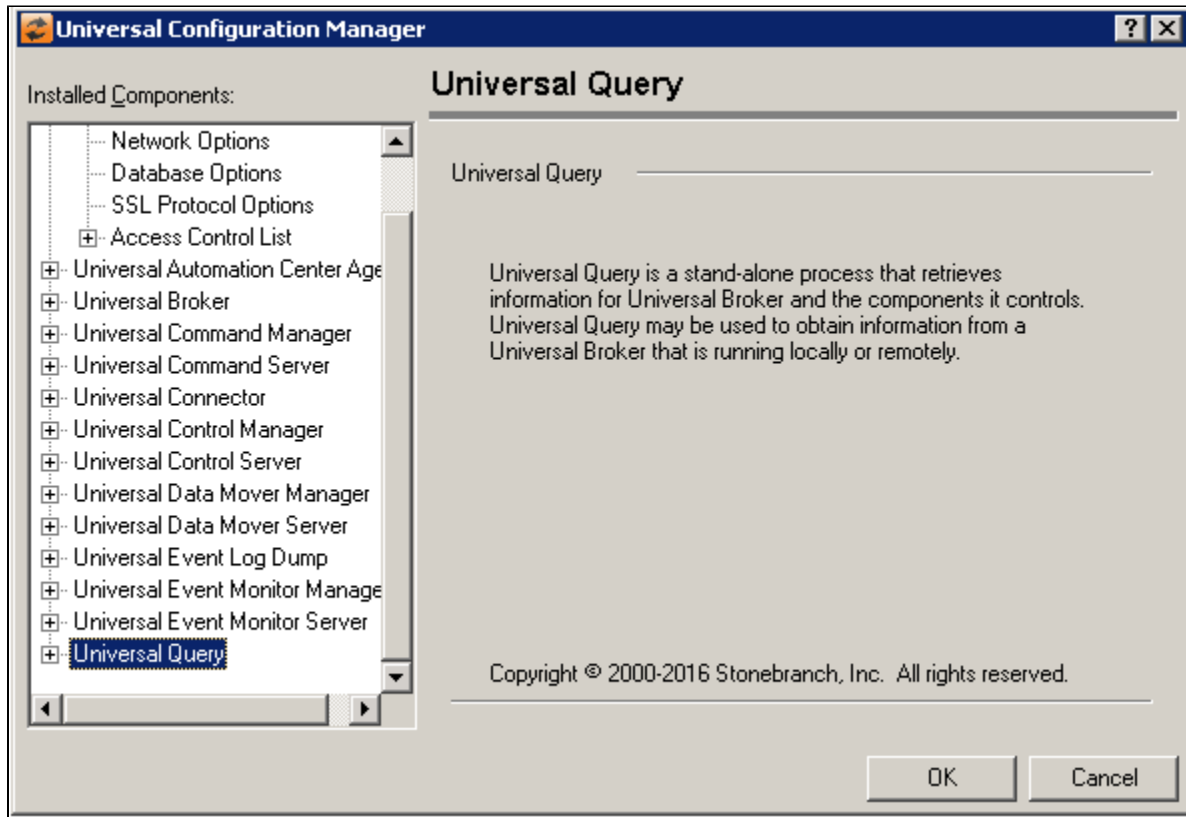 Universal Configuration Manager
Installed Components:
Network Options
Database Options
SSL Protocol Options
Access Control List
Universal Automation Center Age
Universal Broker
Universal Command Manager
Universal Command Server
Universal Connector
Universal Control Manager
Universal Control Server
Universal Data Mover Manager
Universal Data Mover Server
Universal Event Log Dump
Universal Event Monitor Manage
Universal Event Monitor Server
Universal Query
Universal Query
Universal Query
Universal Query is a stand-alone process that retrieves
information for Universal Broker and the components it controls.
Universal Query may be used to obtain information from a
Universal Broker that is running locally or remotely.
Copyright © 2000-2016 Stonebranch, Inc.  All rights reserved.
OK
Cancel